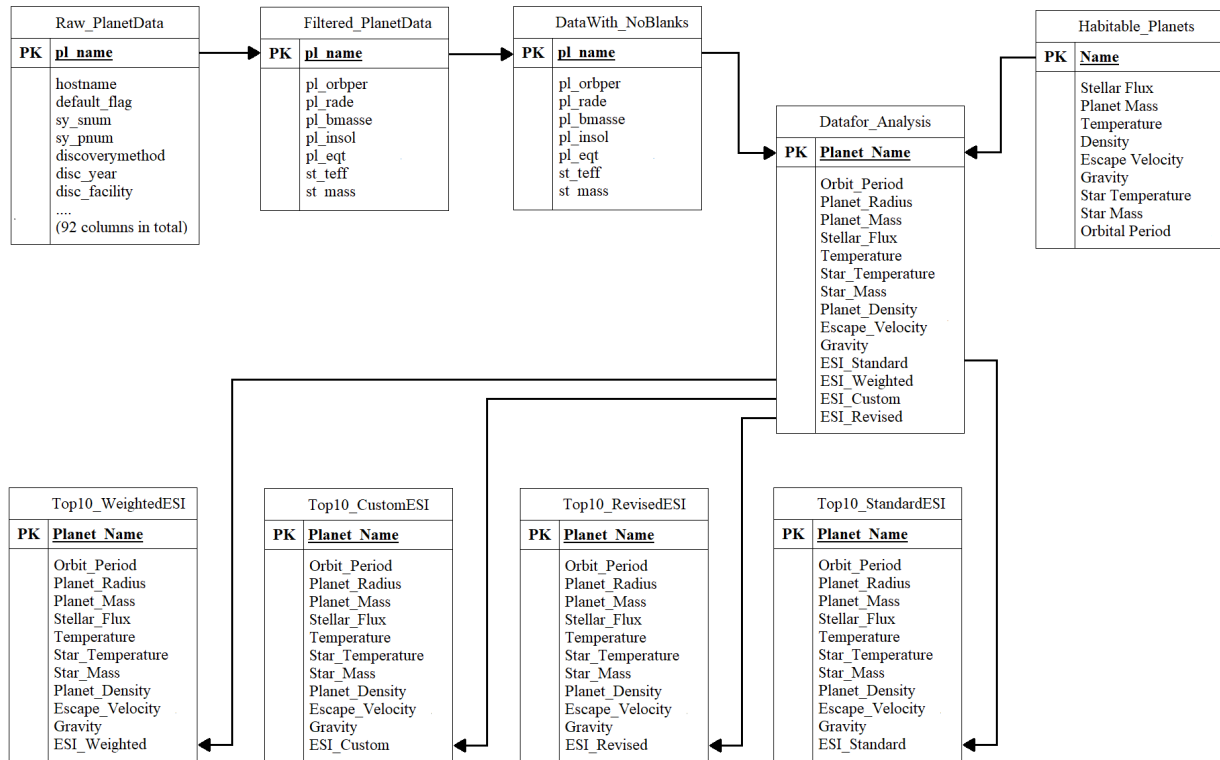 Raw_PlanetData
PK pl_name
hostname
default_flag
sy_snum
sy_pnum
discoverymethod
disc_year
disc_facility
....
(92 columns in total)
Filtered_PlanetData
PK pl_name
pl_orbper
pl_rade
pl_bmasse
pl_insol
pl_eqt
st_teff
st_mass
DataWith_NoBlanks
PK pl_name
pl_orbper
pl_rade
pl_bmasse
pl_insol
pl_eqt
st_teff
st_mass
Habitable_Planets
PK Name
Stellar Flux
Planet Mass
Temperature
Density
Escape Velocity
Gravity
Star Temperature
Star Mass
Orbital Period
Datafor_Analysis
PK Planet_Name
Orbit_Period
Planet_Radius
Planet_Mass
Stellar_Flux
Temperature
Star_Temperature
Star_Mass
Planet_Density
Escape_Velocity
Gravity
ESI_Standard
ESI_Weighted
ESI_Custom
ESI_Revised
Top10_WeightedESI
PK Planet_Name
Orbit_Period
Planet_Radius
Planet_Mass
Stellar_Flux
Temperature
Star_Temperature
Star_Mass
Planet_Density
Escape_Velocity
Gravity
ESI_Weighted
Top10_CustomESI
PK Planet_Name
Orbit_Period
Planet_Radius
Planet_Mass
Stellar_Flux
Temperature
Star_Temperature
Star_Mass
Planet_Density
Escape_Velocity
Gravity
ESI_Custom
Top10_RevisedESI
PK Planet_Name
Orbit_Period
Planet_Radius
Planet_Mass
Stellar_Flux
Temperature
Star_Temperature
Star_Mass
Planet_Density
Escape_Velocity
Gravity
ESI_Revised
Top10_StandardESI
PK Planet_Name
Orbit_Period
Planet_Radius
Planet_Mass
Stellar_Flux
Temperature
Star_Temperature
Star_Mass
Planet_Density
Escape_Velocity
Gravity
ESI_Standard